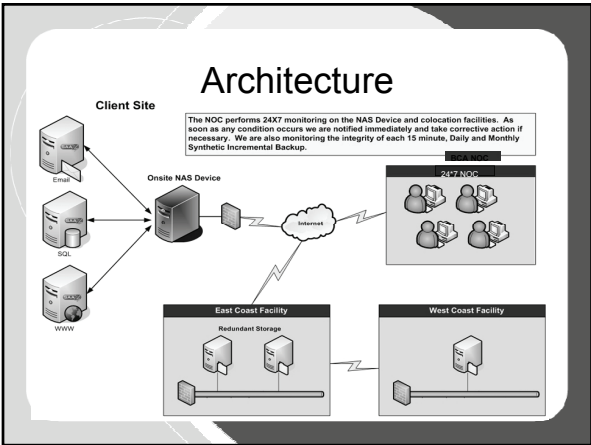 Architecture
Client Site
The NOC performs 24X7 monitoring on the NAS Device and colocation facilities. As
soon as any condition occurs we are notified immediately and take corrective action if
necessary. We are also monitoring the integrity of each 15 minute, Daily and Monthly
Synthetic Incremental Backup.
BCA NOC
24*7 NOC
Email
Onsite NAS Device
Internet
SQL
WWW
East Coast Facility
Redundant Storage
West Coast Facility